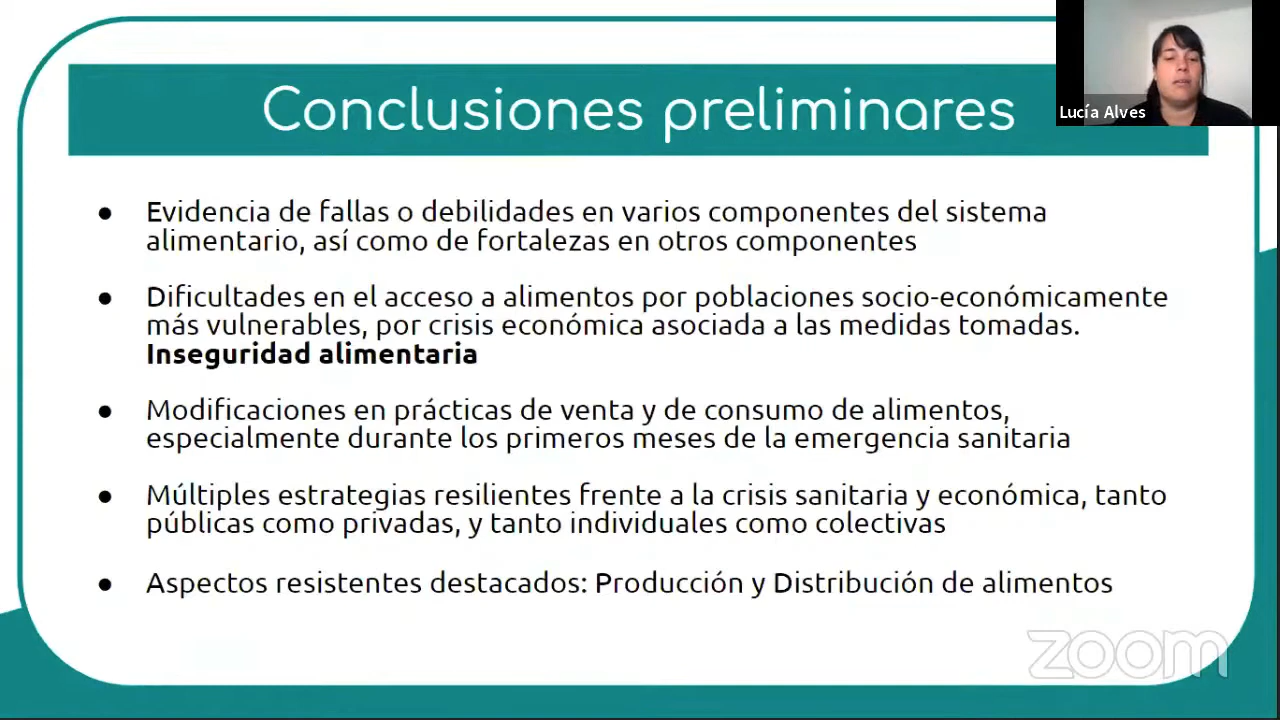 Conclusiones preliminares
Lucía Alves
● Evidencia de fallas o debilidades en varios componentes del sistema
alimentario, así como de fortalezas en otros componentes
● Dificultades en el acceso a alimentos por poblaciones socio-económicamente
más vulnerables, por crisis económica asociada a las medidas tomadas.
Inseguridad alimentaria
● Modificaciones en prácticas de venta y de consumo de alimentos,
especialmente durante los primeros meses de la emergencia sanitaria
● Múltiples estrategias resilientes frente a la crisis sanitaria y económica, tanto
públicas como privadas, y tanto individuales como colectivas
● Aspectos resistentes destacados: Producción y Distribución de alimentos
zoom